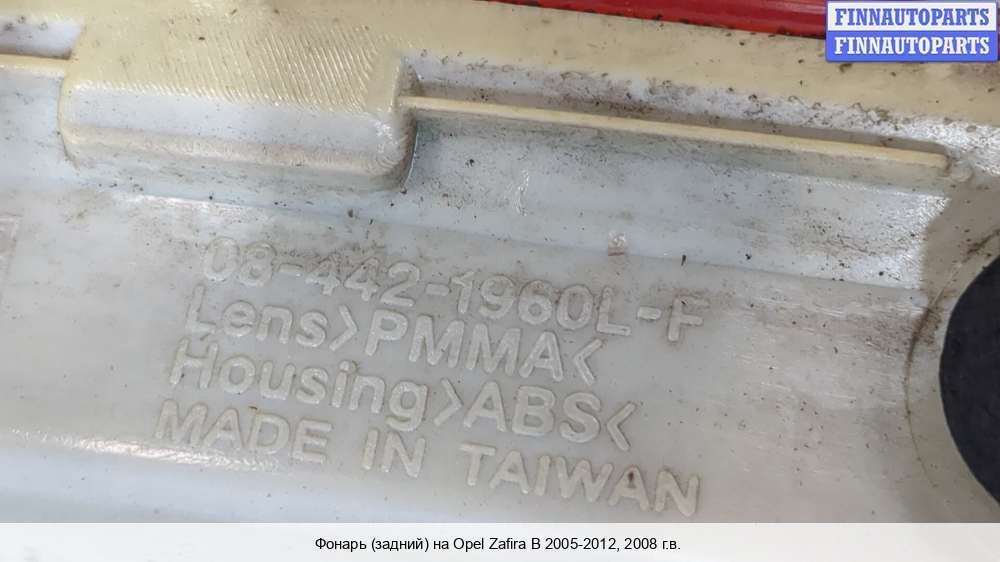 FINNAUTOPARTS
FINNAUTOPARTS
08-442-1960L-F
Lens>PMMA<
Housing>ABS<
MADE IN TAIWAN
Фонарь (задний) на Opel Zafira B 2005-2012, 2008 г.в.